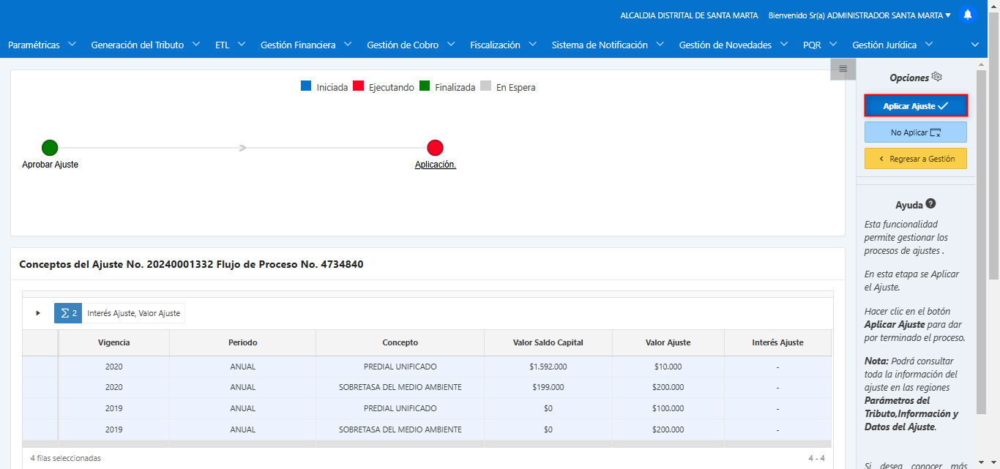 ALCALDIA DISTRITAL DE SANTA MARTA Bienvenido Sr(a) ADMINISTRADOR SANTA MARTA
Paramétricas Generación del Tributo ETL Gestión Financiera Gestión de Cobro Fiscalización Sistema de Notificación Gestión de Novedades PQR Gestión Jurídica
Iniciada Ejecutando Finalizada En Espera
Aprobar Ajuste Aplicación.
Conceptos del Ajuste No. 20240001332 Flujo de Proceso No. 4734840
2 Interés Ajuste, Valor Ajuste
Vigencia Periodo Concepto Valor Saldo Capital Valor Ajuste Interés Ajuste
2020 ANUAL PREDIAL UNIFICADO $1.592.000 $10.000 -
2020 ANUAL SOBRETASA DEL MEDIO AMBIENTE $199.000 $200.000 -
2019 ANUAL PREDIAL UNIFICADO $0 $100.000 -
2019 ANUAL SOBRETASA DEL MEDIO AMBIENTE $0 $200.000 -
4 filas seleccionadas 4 - 4
Opciones
Aplicar Ajuste
No Aplicar
Regresar a Gestión
Ayuda
Esta funcionalidad
permite gestionar los
procesos de ajustes .
En esta etapa se Aplicar
el Ajuste.
Hacer clic en el botón
Aplicar Ajuste para dar
por terminado el proceso.
Nota: Podrá consultar
toda la información del
ajuste en las regiones
Parámetros del
Tributo,Información y
Datos del Ajuste.
Si desea conocer más